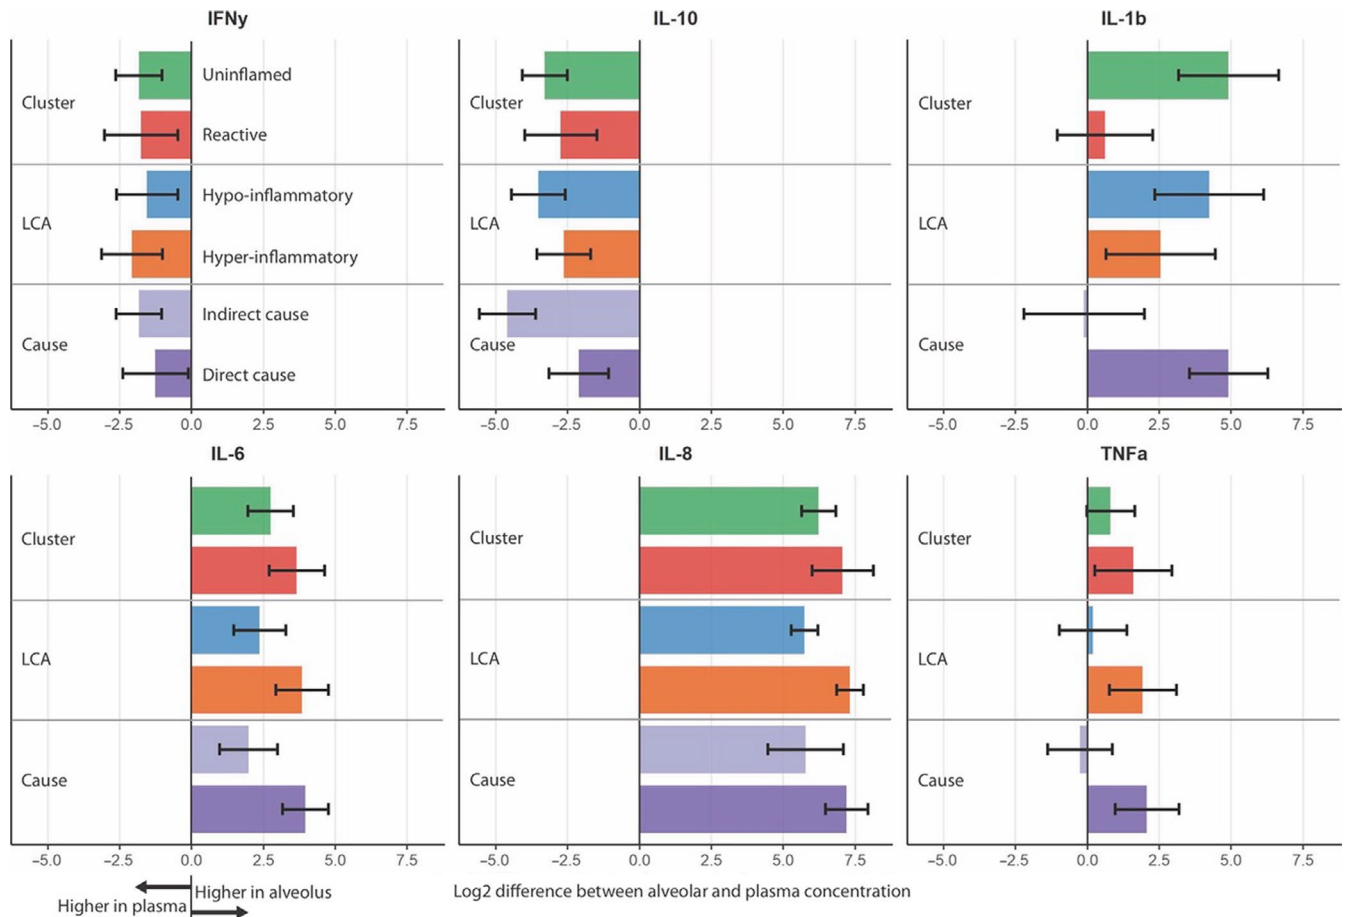 IFNy
IL-10
IL-1b
Cluster
Uninflamed
Reactive
LCA
Hypo-inflammatory
Hyper-inflammatory
Cause
Indirect cause
Direct cause
−5.0 −2.5 0.0 2.5 5.0 7.5
Cluster
LCA
Cause
−5.0 −2.5 0.0 2.5 5.0 7.5
Cluster
LCA
Cause
−5.0 −2.5 0.0 2.5 5.0 7.5
IL-6
IL-8
TNFa
Cluster
LCA
Cause
−5.0 −2.5 0.0 2.5 5.0 7.5
Cluster
LCA
Cause
−5.0 −2.5 0.0 2.5 5.0 7.5
Cluster
LCA
Cause
−5.0 −2.5 0.0 2.5 5.0 7.5
Higher in alveolus
Higher in plasma
Log2 difference between alveolar and plasma concentration